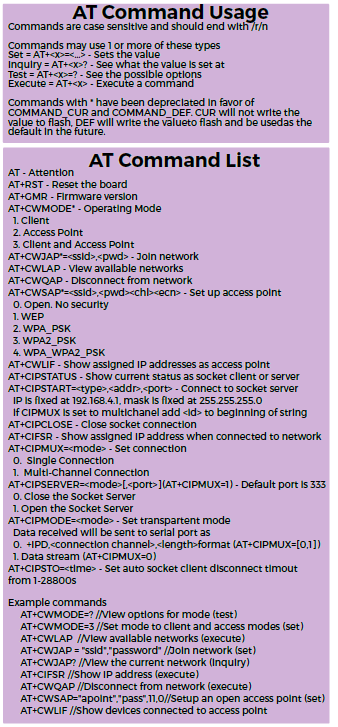 AT Command Usage
Commands are case sensitive and should end with /r/n
Commands may use 1 or more of these types
Set = AT+<x>=<...> - Sets the value
Inquiry = AT+<x>? - See what the value is set at
Test = AT+<x>=? - See the possible options
Execute = AT+<x> - Execute a command
Commands with * have been depreciated in favor of
COMMAND_CUR and COMMAND_DEF. CUR will not write the
value to flash, DEF will write the valueto flash and be usedas the
default in the future.
AT Command List
AT - Attention
AT+RST - Reset the board
AT+GMR - Firmware version
AT+CWMODE* - Operating Mode
1. Client
2. Access Point
3. Client and Access Point
AT+CWJAP*=<ssid>,<pwd> - Join network
AT+CWLAP - View available networks
AT+CWQAP - Disconnect from network
AT+CWSAP*=<ssid>,<pwd><chl><ecn> - Set up access point
0. Open. No security
1. WEP
2. WPA_PSK
3. WPA2_PSK
4. WPA_WPA2_PSK
AT+CWLIF - Show assigned IP addresses as access point
AT+CIPSTATUS - Show current status as socket client or server
AT+CIPSTART=<type>,<addr>,<port> - Connect to socket server
IP is fixed at 192.168.4.1, mask is fixed at 255.255.255.0
If CIPMUX is set to multichanel add <id> to beginning of string
AT+CIPCLOSE - Close socket connection
AT+CIFSR - Show assigned IP address when connected to network
AT+CIPMUX=<mode> - Set connection
0. Single Connection
1. Multi-Channel Connection
AT+CIPSERVER=<mode>[,<port>](AT+CIPMUX=1) - Default port is 333
0. Close the Socket Server
1. Open the Socket Server
AT+CIPMODE=<mode> - Set transpartent mode
Data received will be sent to serial port as
0. +IPD,<connection channel>,<length>format (AT+CIPMUX=[0,1])
1. Data stream (AT+CIPMUX=0)
AT+CIPSTO=<time> - Set auto socket client disconnect timout
from 1-28800s
Example commands
AT+CWMODE=? //View options for mode (test)
AT+CWMODE=3 //Set mode to client and access modes (set)
AT+CWLAP //View available networks (execute)
AT+CWJAP = "ssid","password" //Join network (set)
AT+CWJAP? //View the current network (inquiry)
AT+CIFSR //Show IP address (execute)
AT+CWQAP //Disconnect from network (execute)
AT+CWSAP="apoint","pass",11,0//Setup an open access point (set)
AT+CWLIF //Show devices connected to access point